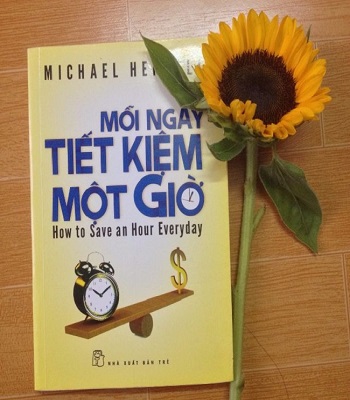 MICHAEL
MỖI NGÀY
TIẾT KIỆM
MỘT GIỜ
How to Save an Hour Everyday
NHÀ XUẤT BẢN TRẺ